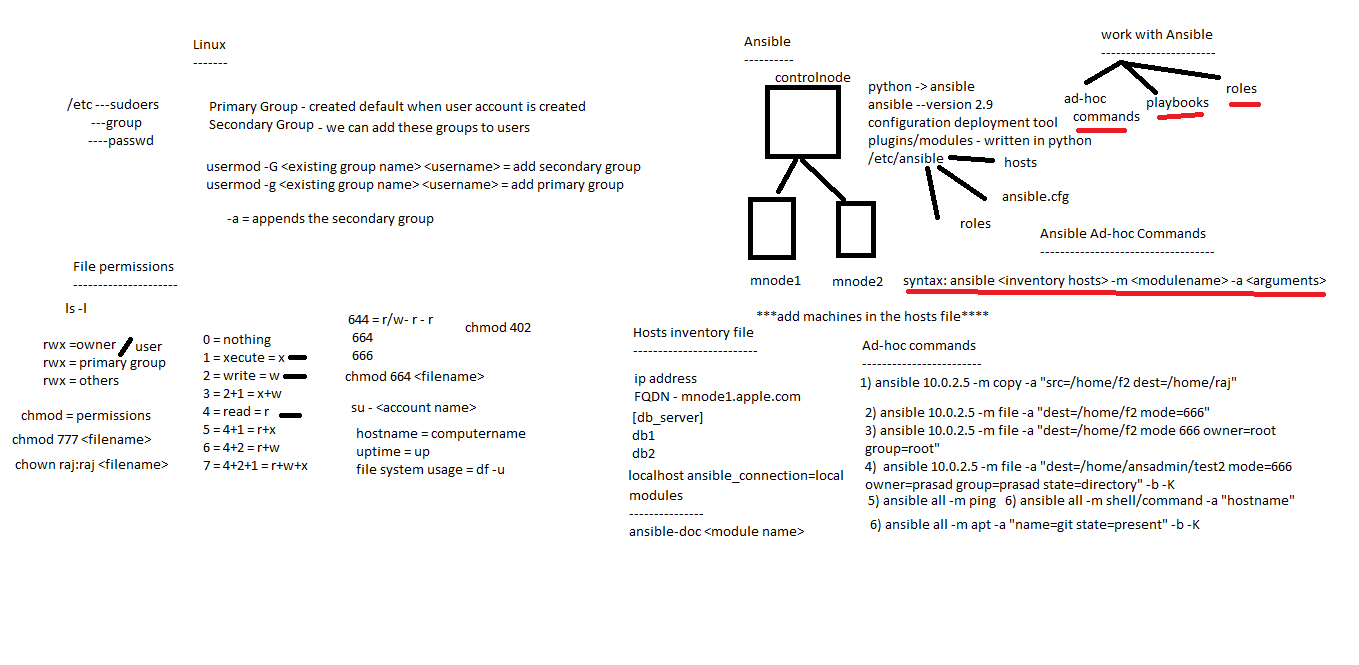 Linux
-------
/etc ---sudoers
---group
----passwd
Primary Group - created default when user account is created
Secondary Group - we can add these groups to users
usermod -G <existing group name> <username> = add secondary group
usermod -g <existing group name> <username> = add primary group
-a = appends the secondary group
File permissions
---------------------
ls -l
rwx =owner / user
rwx = primary group
rwx = others
chmod = permissions
chmod 777 <filename>
chown raj:raj <filename>
0 = nothing
1 = xecute = x
2 = write = w
3 = 2+1 = x+w
4 = read = r
5 = 4+1 = r+x
6 = 4+2 = r+w
7 = 4+2+1 = r+w+x
644 = r/w- r - r
664
666
chmod 402
chmod 664 <filename>
su - <account name>
hostname = computername
uptime = up
file system usage = df -u
Ansible
----------
controlnode
mnode1
mnode2
python -> ansible
ansible --version 2.9
configuration deployment tool
plugins/modules - written in python
/etc/ansible
hosts
ansible.cfg
roles
work with Ansible
-----------------------
ad-hoc
commands
playbooks
roles
Ansible Ad-hoc Commands
-----------------------------------
syntax: ansible <inventory hosts> -m <modulename> -a <arguments>
***add machines in the hosts file****
Hosts inventory file
-------------------------
ip address
FQDN - mnode1.apple.com
[db_server]
db1
db2
localhost ansible_connection=local
modules
---------------
ansible-doc <module name>
Ad-hoc commands
------------------------
1) ansible 10.0.2.5 -m copy -a "src=/home/f2 dest=/home/raj"
2) ansible 10.0.2.5 -m file -a "dest=/home/f2 mode=666"
3) ansible 10.0.2.5 -m file -a "dest=/home/f2 mode 666 owner=root
group=root"
4) ansible 10.0.2.5 -m file -a "dest=/home/ansadmin/test2 mode=666
owner=prasad group=prasad state=directory" -b -K
5) ansible all -m ping 6) ansible all -m shell/command -a "hostname"
6) ansible all -m apt -a "name=git state=present" -b -K